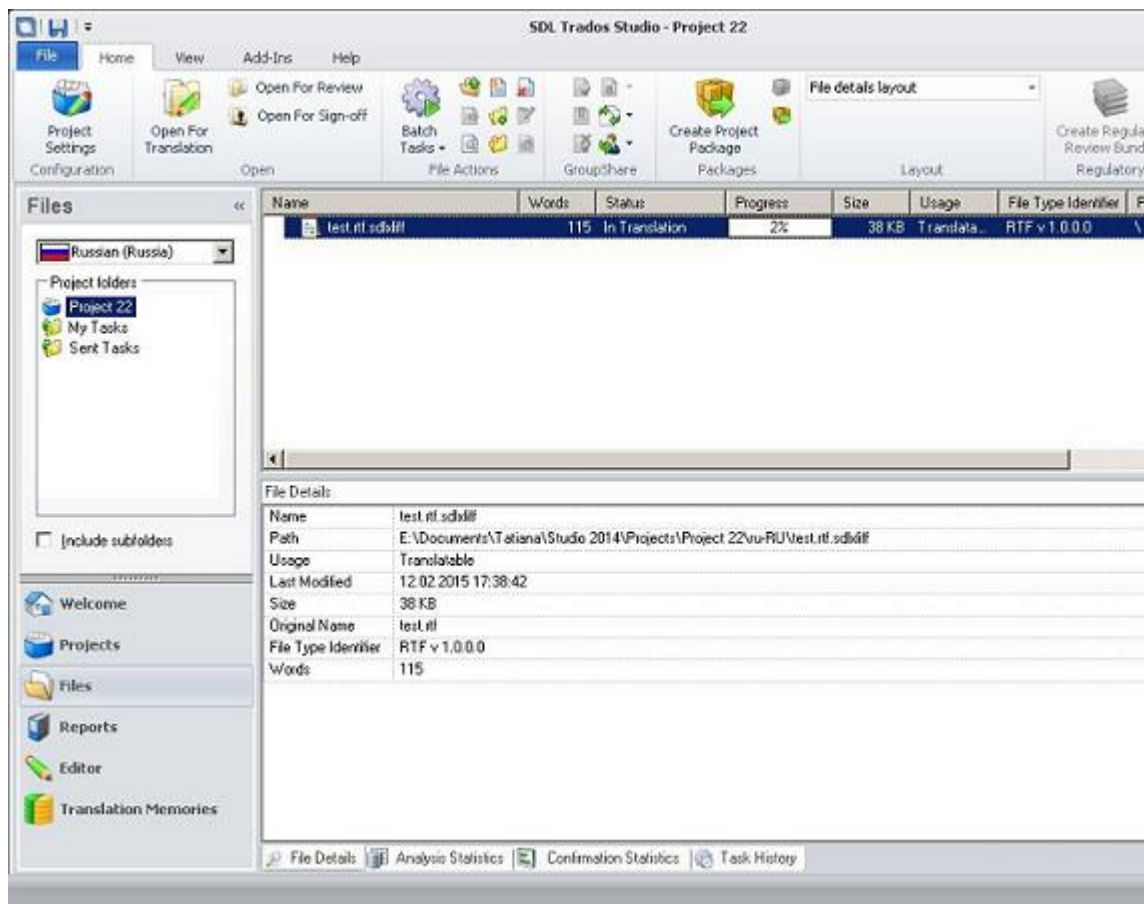 SDL Trados Studio - Project 22
File Home View Add-Ins Help
Project Settings
Open For Translation
Open For Review
Open For Sign-off
Batch Tasks
Create Project Package
File details layout
Create Regula
Review Bund
Configuration Open File Actions GroupShare Packages Layout Regulatory
Files «
Russian (Russia)
Project folders
Project 22
My Tasks
Sent Tasks
Include subfolders
Welcome
Projects
Files
Reports
Editor
Translation Memories
Name Words Status Progress Size Usage File Type Identifier
test.rtf.sdlxliff 115 In Translation 2% 38 KB Translata... RTF v 1.0.0.0
File Details
Name test.rtf.sdlxliff
Path E:\Documents\Tatiana\Studio 2014\Projects\Project 22\ru-RU\test.rtf.sdlxliff
Usage Translatable
Last Modified 12.02.2015 17:38:42
Size 38 KB
Original Name test.rtf
File Type Identifier RTF v 1.0.0.0
Words 115
File Details Analysis Statistics Confirmation Statistics Task History